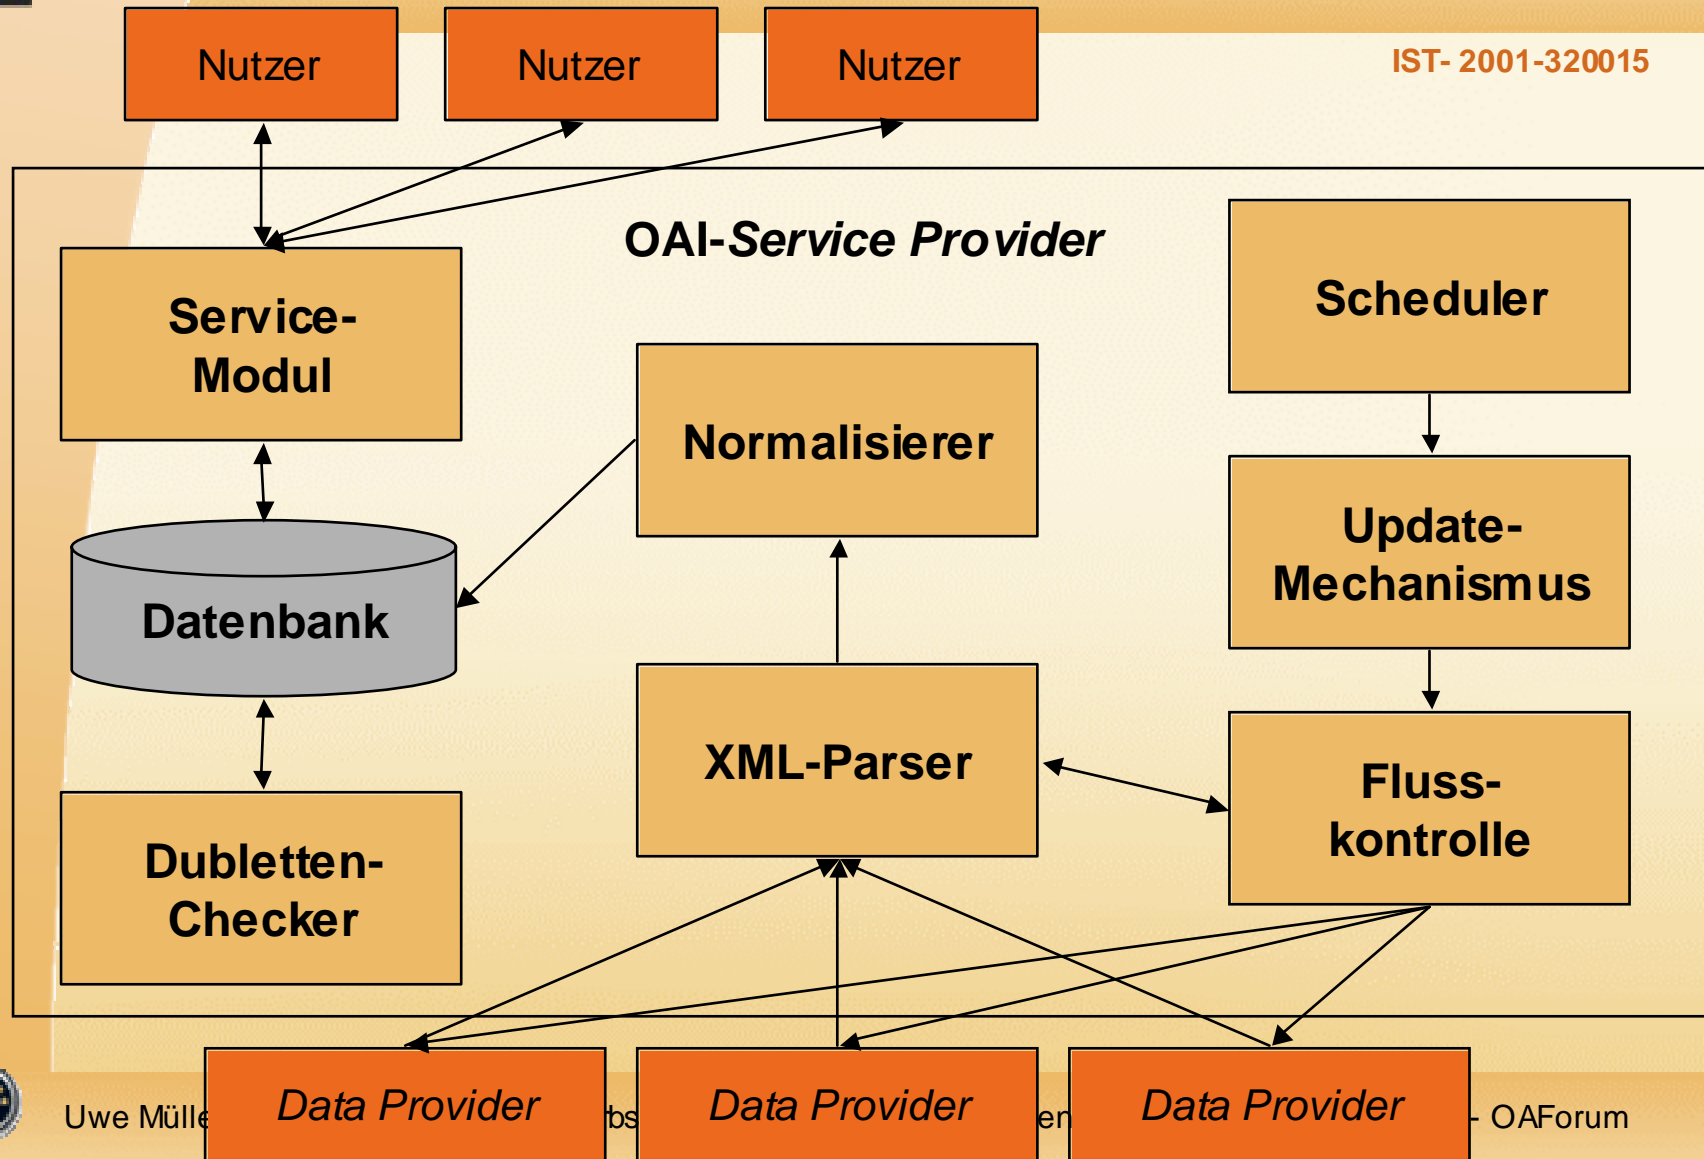 Nutzer
Nutzer
Nutzer
IST- 2001-320015
OAI-Service Provider
Service-
Modul
Scheduler
Normalisierer
Update-
Mechanismus
Datenbank
XML-Parser
Fluss-
kontrolle
Dubletten-
Checker
Data Provider
Data Provider
Data Provider
Uwe - OAForum